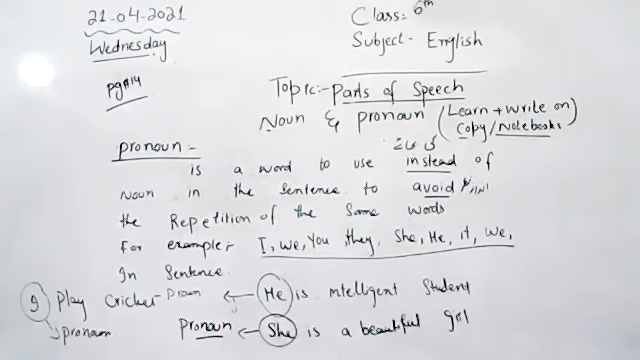 21-04-2021
Class: 6th
Wednesday
Subject- English
pg#14
Topic:- Parts of Speech
Noun & pronoun (Learn + Write on
Copy/Notebooks)
pronoun -
کی جائے
is a word to use instead of
Noun in the Sentence to avoid
the Repetition of the Same words
For example:- I, We, You they, She, He, it, We,
In Sentence
I Play Cricket
Pronoun
He is intelligent Student
pronoun
Pronoun
She is a beautiful girl